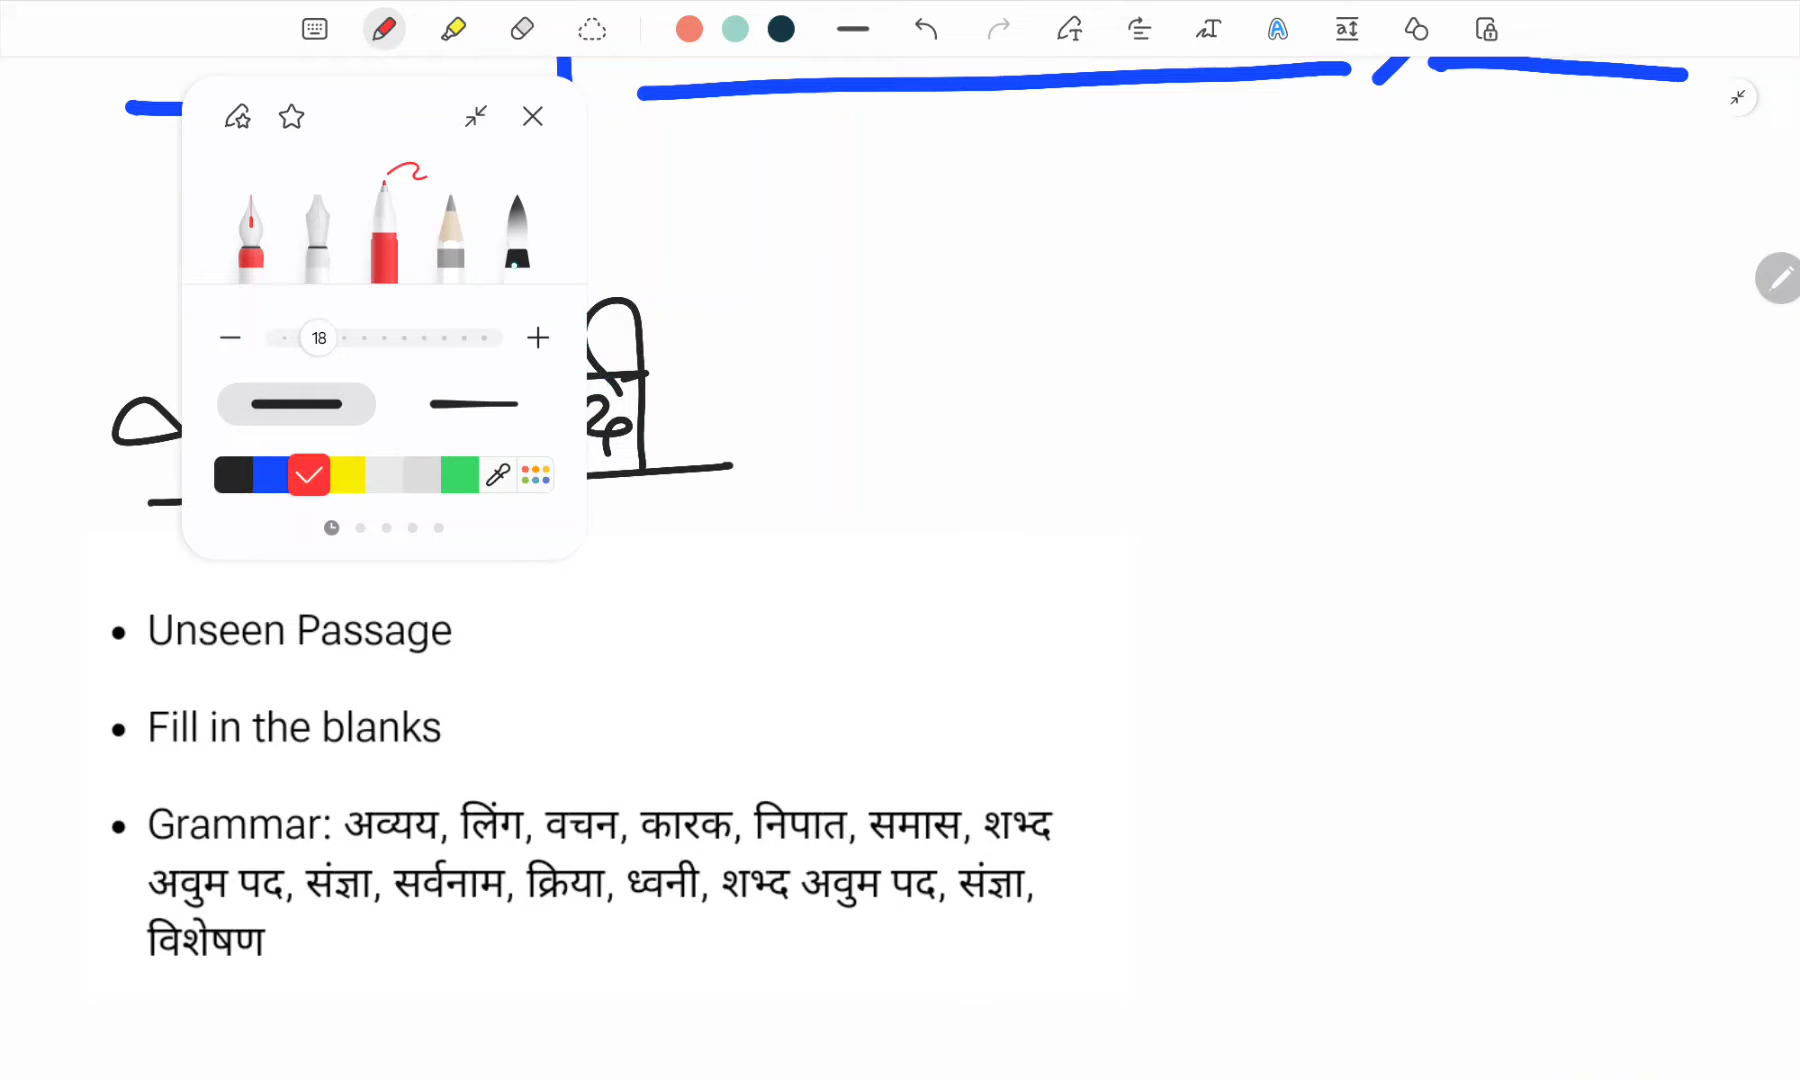 18
Unseen Passage
Fill in the blanks
Grammar: अव्यय, लिंग, वचन, कारक, निपात, समास, शभ्द
अवुम पद, संज्ञा, सर्वनाम, क्रिया, ध्वनी, शभ्द अवुम पद, संज्ञा,
विशेषण